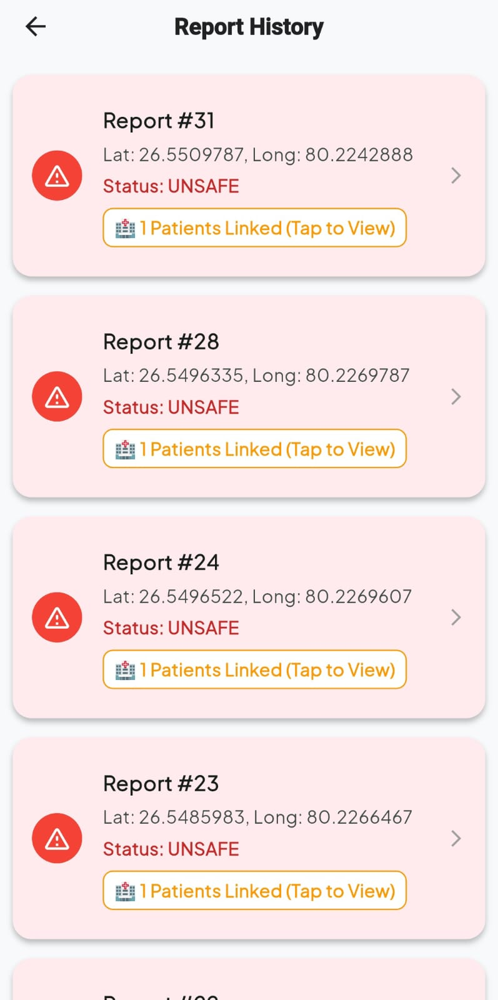 Report History
Report #31
Lat: 26.5509787, Long: 80.2242888
Status: UNSAFE
1 Patients Linked (Tap to View)
Report #28
Lat: 26.5496335, Long: 80.2269787
Status: UNSAFE
1 Patients Linked (Tap to View)
Report #24
Lat: 26.5496522, Long: 80.2269607
Status: UNSAFE
1 Patients Linked (Tap to View)
Report #23
Lat: 26.5485983, Long: 80.2266467
Status: UNSAFE
1 Patients Linked (Tap to View)